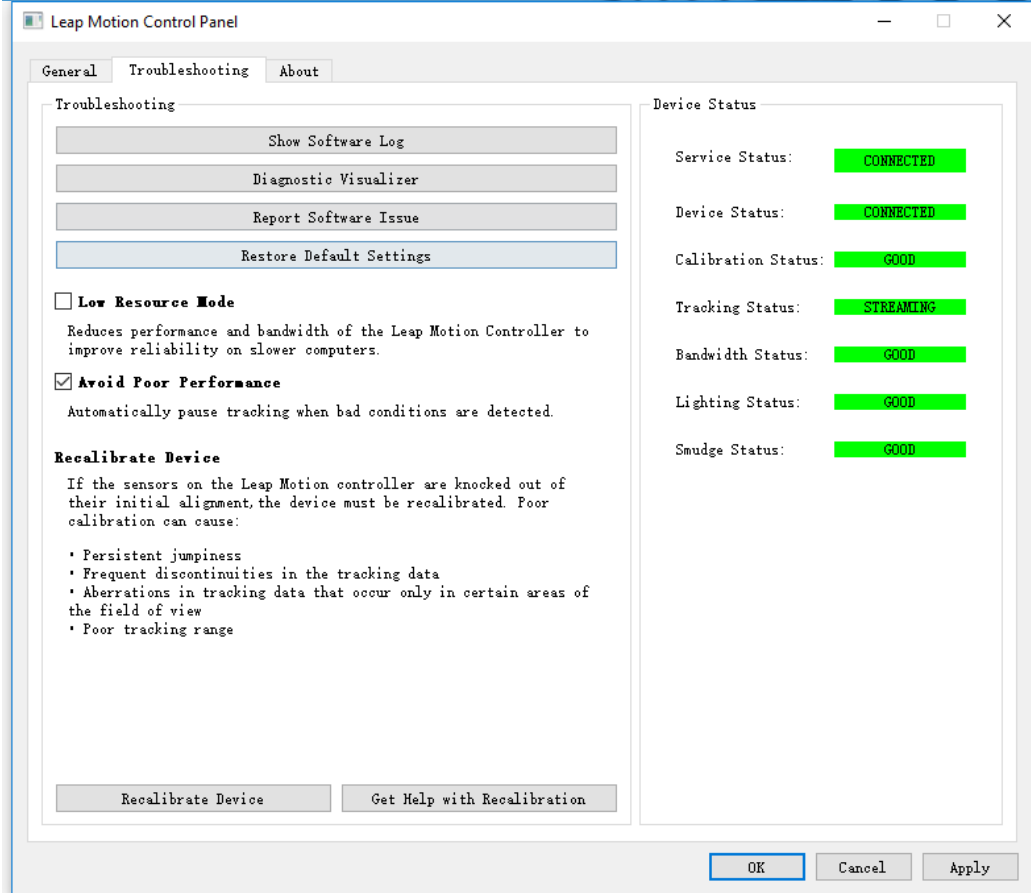 Leap Motion Control Panel
General
Troubleshooting
About
Troubleshooting
Show Software Log
Diagnostic Visualizer
Report Software Issue
Restore Default Settings
Low Resource Mode
Reduces performance and bandwidth of the Leap Motion Controller to
improve reliability on slower computers.
Avoid Poor Performance
Automatically pause tracking when bad conditions are detected.
Recalibrate Device
If the sensors on the Leap Motion controller are knocked out of
their initial alignment, the device must be recalibrated. Poor
calibration can cause:
• Persistent jumpiness
• Frequent discontinuities in the tracking data
• Aberrations in tracking data that occur only in certain areas of
the field of view
• Poor tracking range
Recalibrate Device
Get Help with Recalibration
Device Status
Service Status: CONNECTED
Device Status: CONNECTED
Calibration Status: GOOD
Tracking Status: STREAMING
Bandwidth Status: GOOD
Lighting Status: GOOD
Smudge Status: GOOD
OK
Cancel
Apply